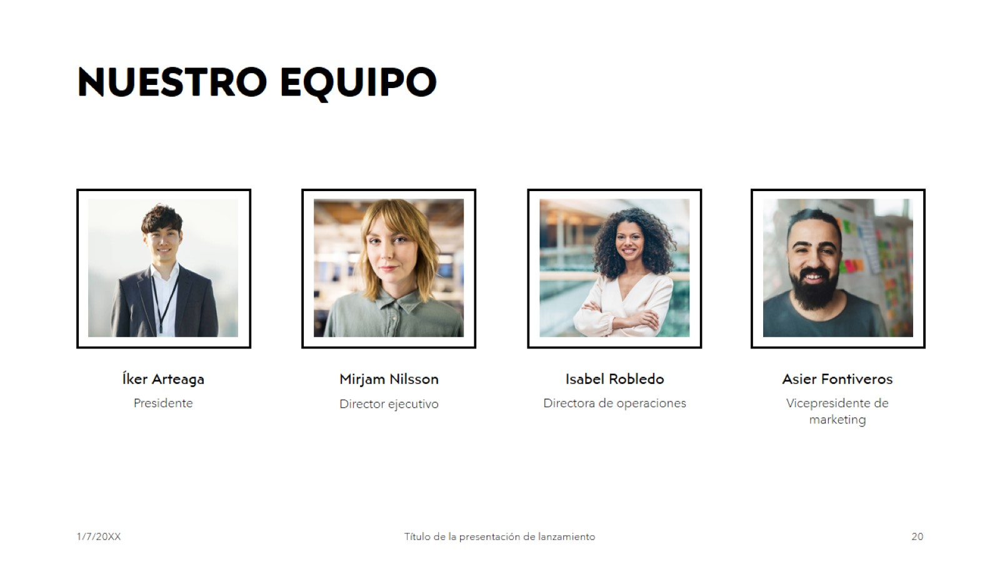 NUESTRO EQUIPO
Íker Arteaga
Presidente
Mirjam Nilsson
Director ejecutivo
Isabel Robledo
Directora de operaciones
Asier Fontiveros
Vicepresidente de
marketing
1/7/20XX
Título de la presentación de lanzamiento
20